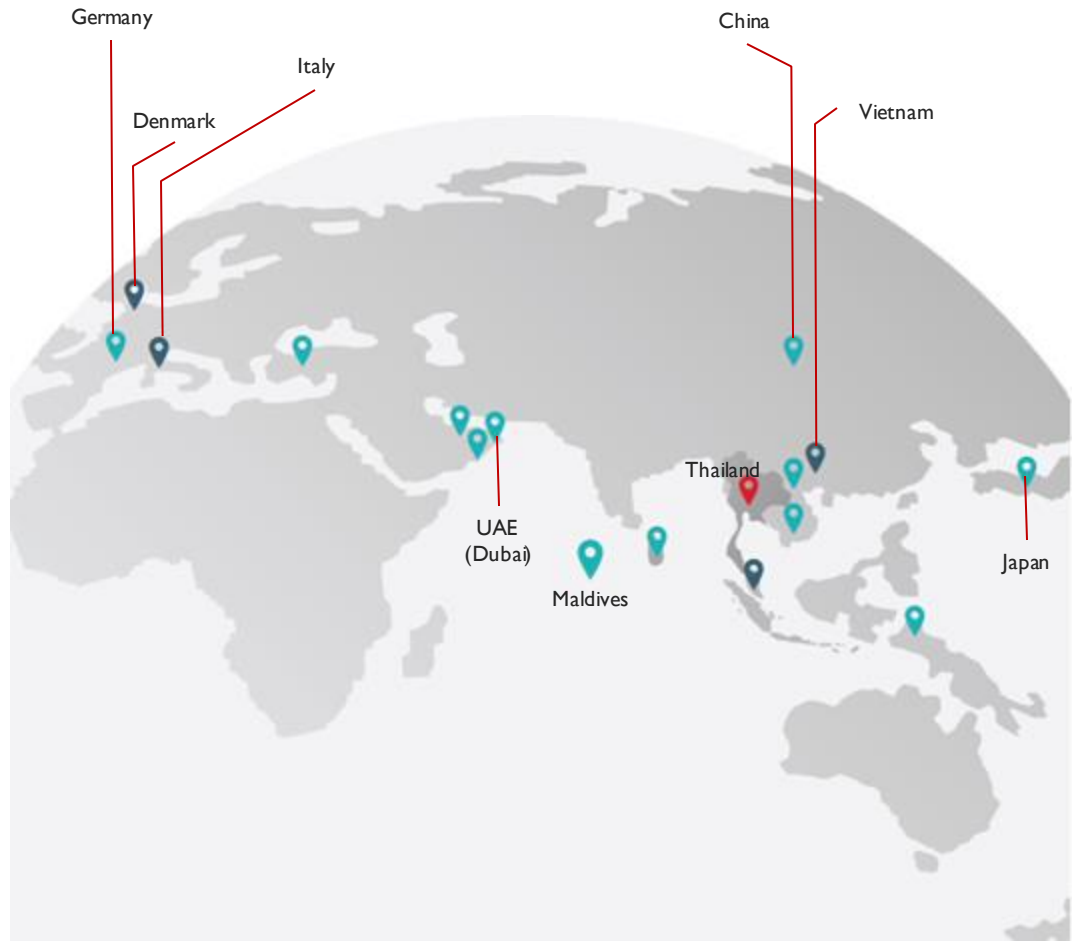 Germany
China
Italy
Vietnam
Denmark
Thailand
UAE
(Dubai)
Japan
Maldives